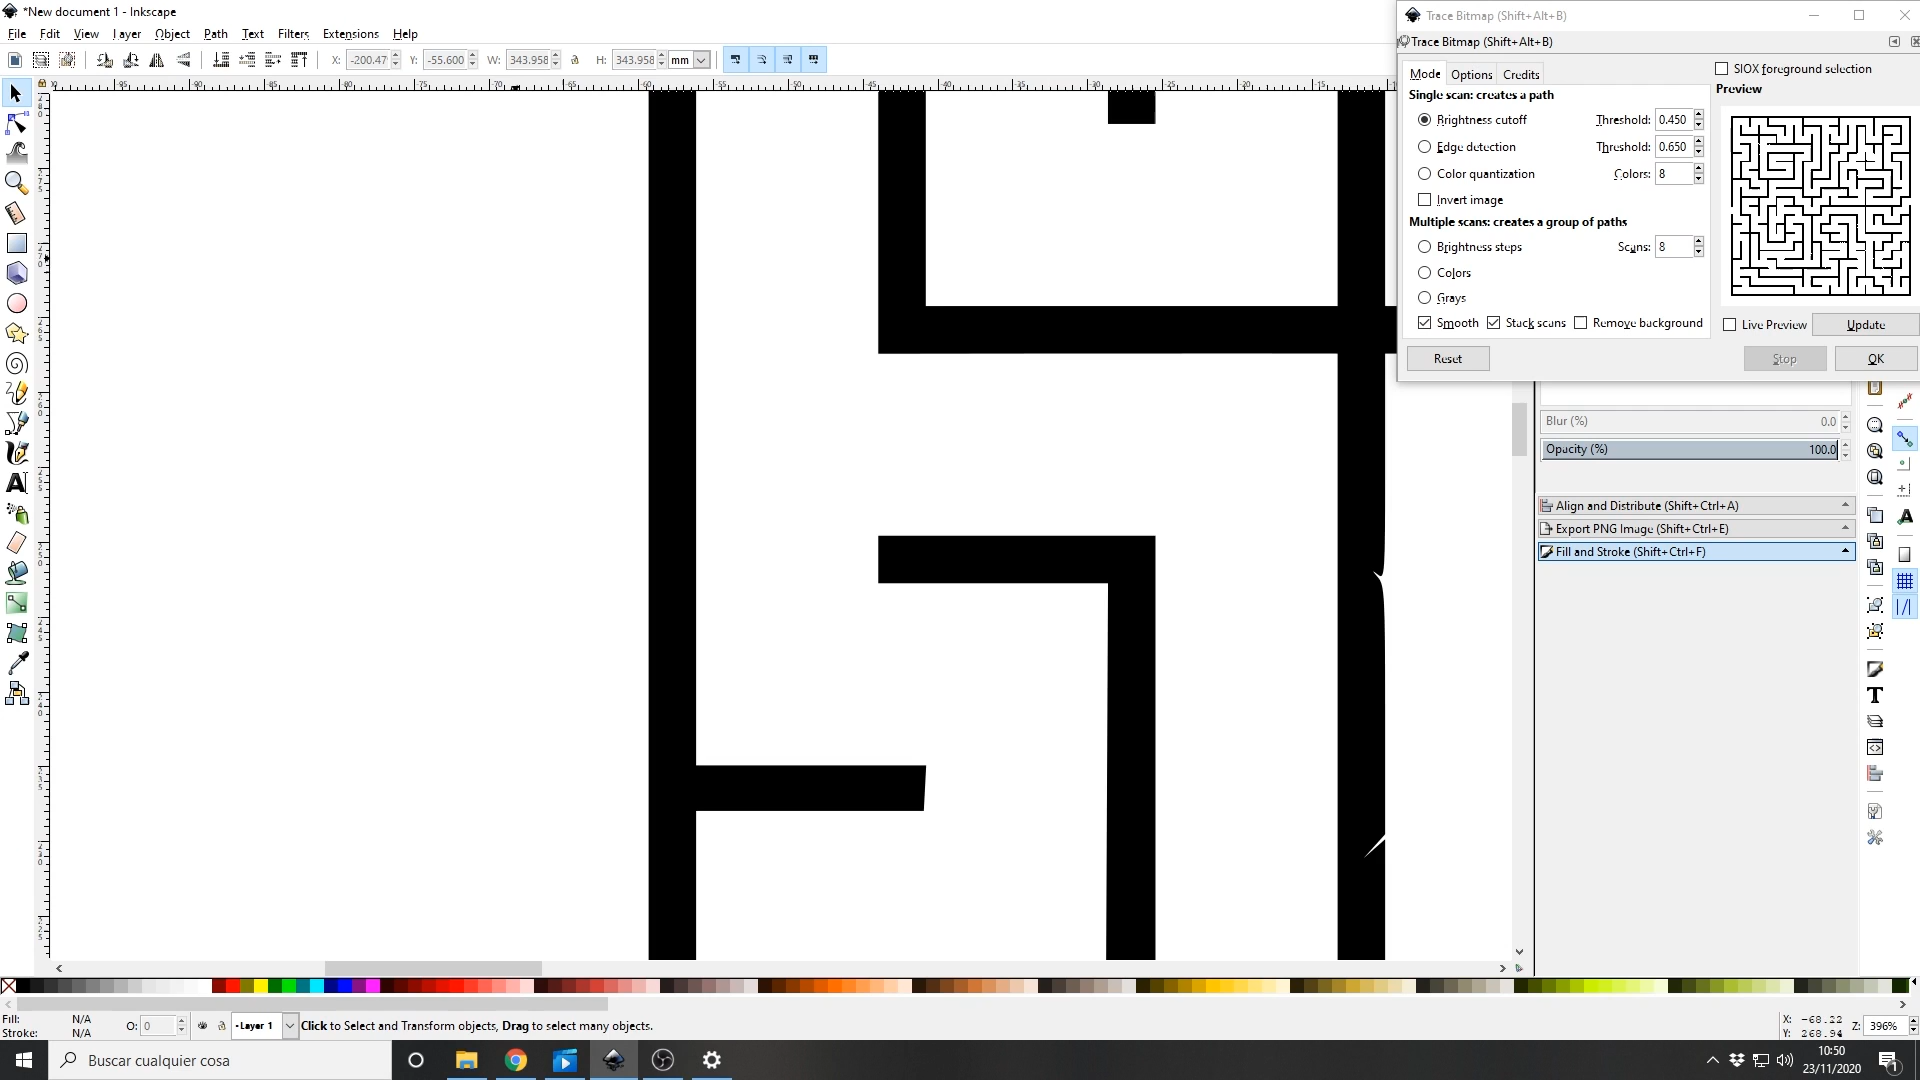 *New document 1 - Inkscape
File Edit View Layer Object Path Text Filters Extensions Help
X: -200.47 Y: -55.600 W: 343.958 H: 343.958 mm
Trace Bitmap (Shift+Alt+B)
Trace Bitmap (Shift+Alt+B)
Mode Options Credits
SIOX foreground selection
Preview
Single scan: creates a path
Brightness cutoff Threshold: 0.450
Edge detection Threshold: 0.650
Color quantization Colors: 8
Invert image
Multiple scans: creates a group of paths
Brightness steps Scans: 8
Colors
Grays
Smooth Stack scans Remove background
Live Preview Update
Reset Stop OK
Blur (%) 0.0
Opacity (%) 100.0
Align and Distribute (Shift+Ctrl+A)
Export PNG Image (Shift+Ctrl+E)
Fill and Stroke (Shift+Ctrl+F)
Fill: N/A
Stroke: N/A
O: 0
Layer 1
Click to Select and Transform objects, Drag to select many objects.
X: -68.22
Y: 268.94
Z: 396%
Buscar cualquier cosa
10:50
23/11/2020
1